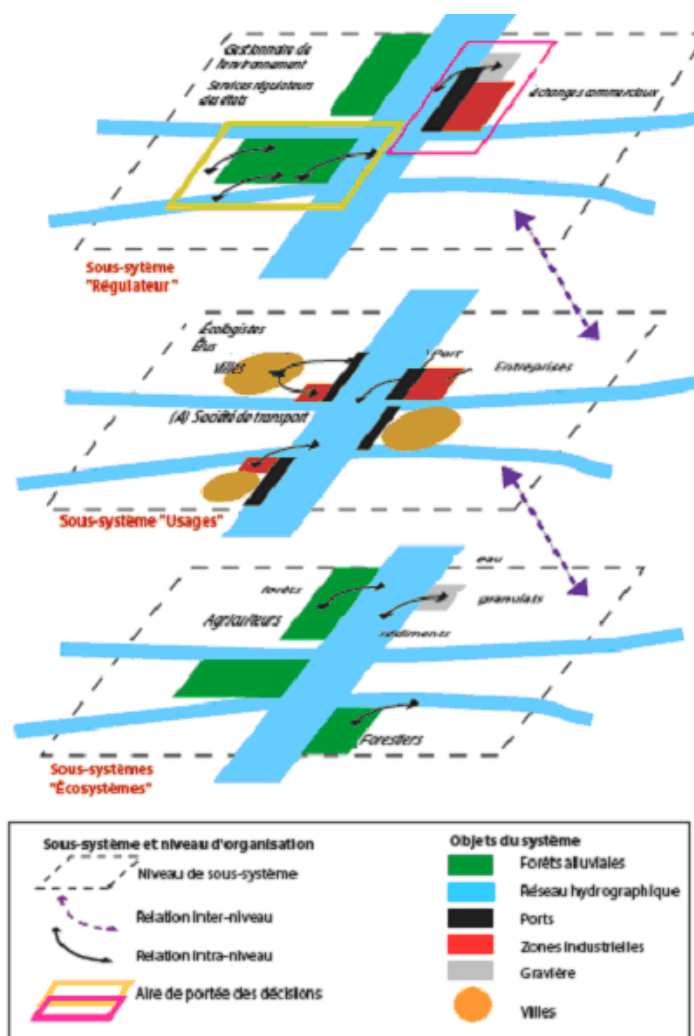 Gestionnaire de
l'environnement
Services régulateurs
des états
échanges commerciaux
Sous-sytème
"Régulateur"
Écologistes
Élus
Villes
Port
Entreprises
(A) Société de transport
Sous-système "Usages"
eau
forêts
granulats
Agriculteurs
sédiments
Forestiers
Sous-systèmes
"Écosystèmes"
Sous-système et niveau d'organisation
Niveau de sous-système
Relation inter-niveau
Relation intra-niveau
Aire de portée des décisions
Objets du système
Forêts alluviales
Réseau hydrographique
Ports
Zones industrielles
Gravière
Villes